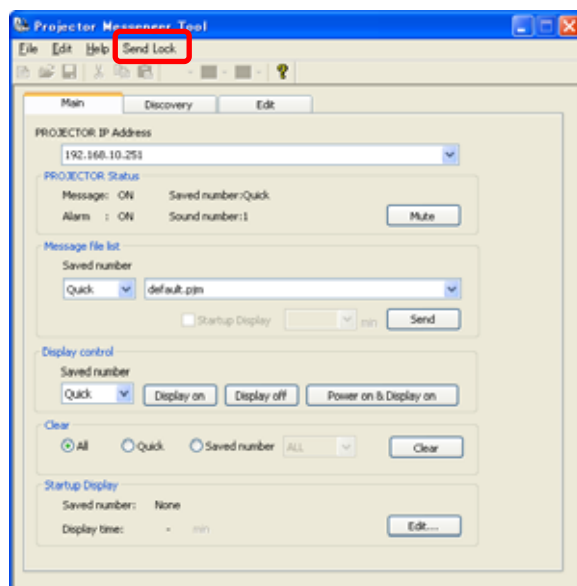 Projector Messenger Tool
File Edit Help Send Lock
Main Discovery Edit
PROJECTOR IP Address
192.168.10.251
PROJECTOR Status
Message: ON Saved number:Quick
Alarm : ON Sound number:1 Mute
Message file list
Saved number
Quick default.pjm
Startup Display min Send
Display control
Saved number
Quick Display on Display off Power on & Display on
Clear
All Quick Saved number ALL Clear
Startup Display
Saved number: None
Display time: - min Edit...